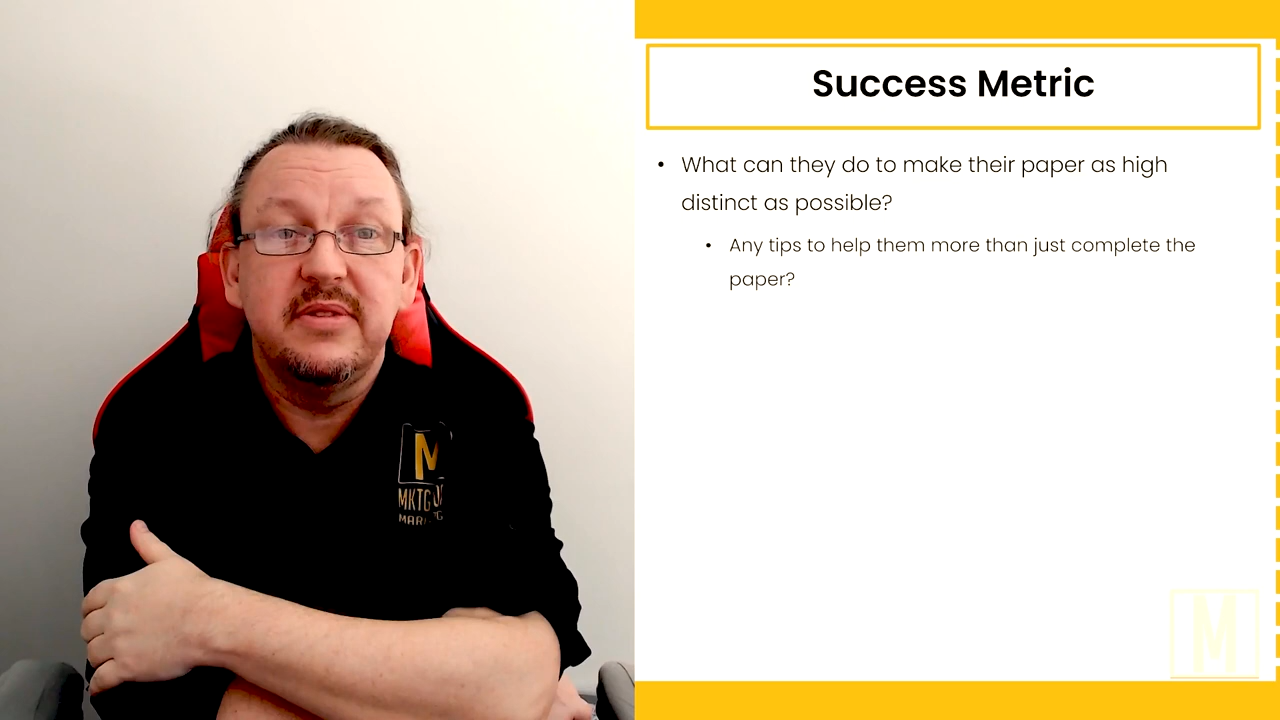 Success Metric
• What can they do to make their paper as high
distinct as possible?
• Any tips to help them more than just complete the
paper?
M
MKTG
M